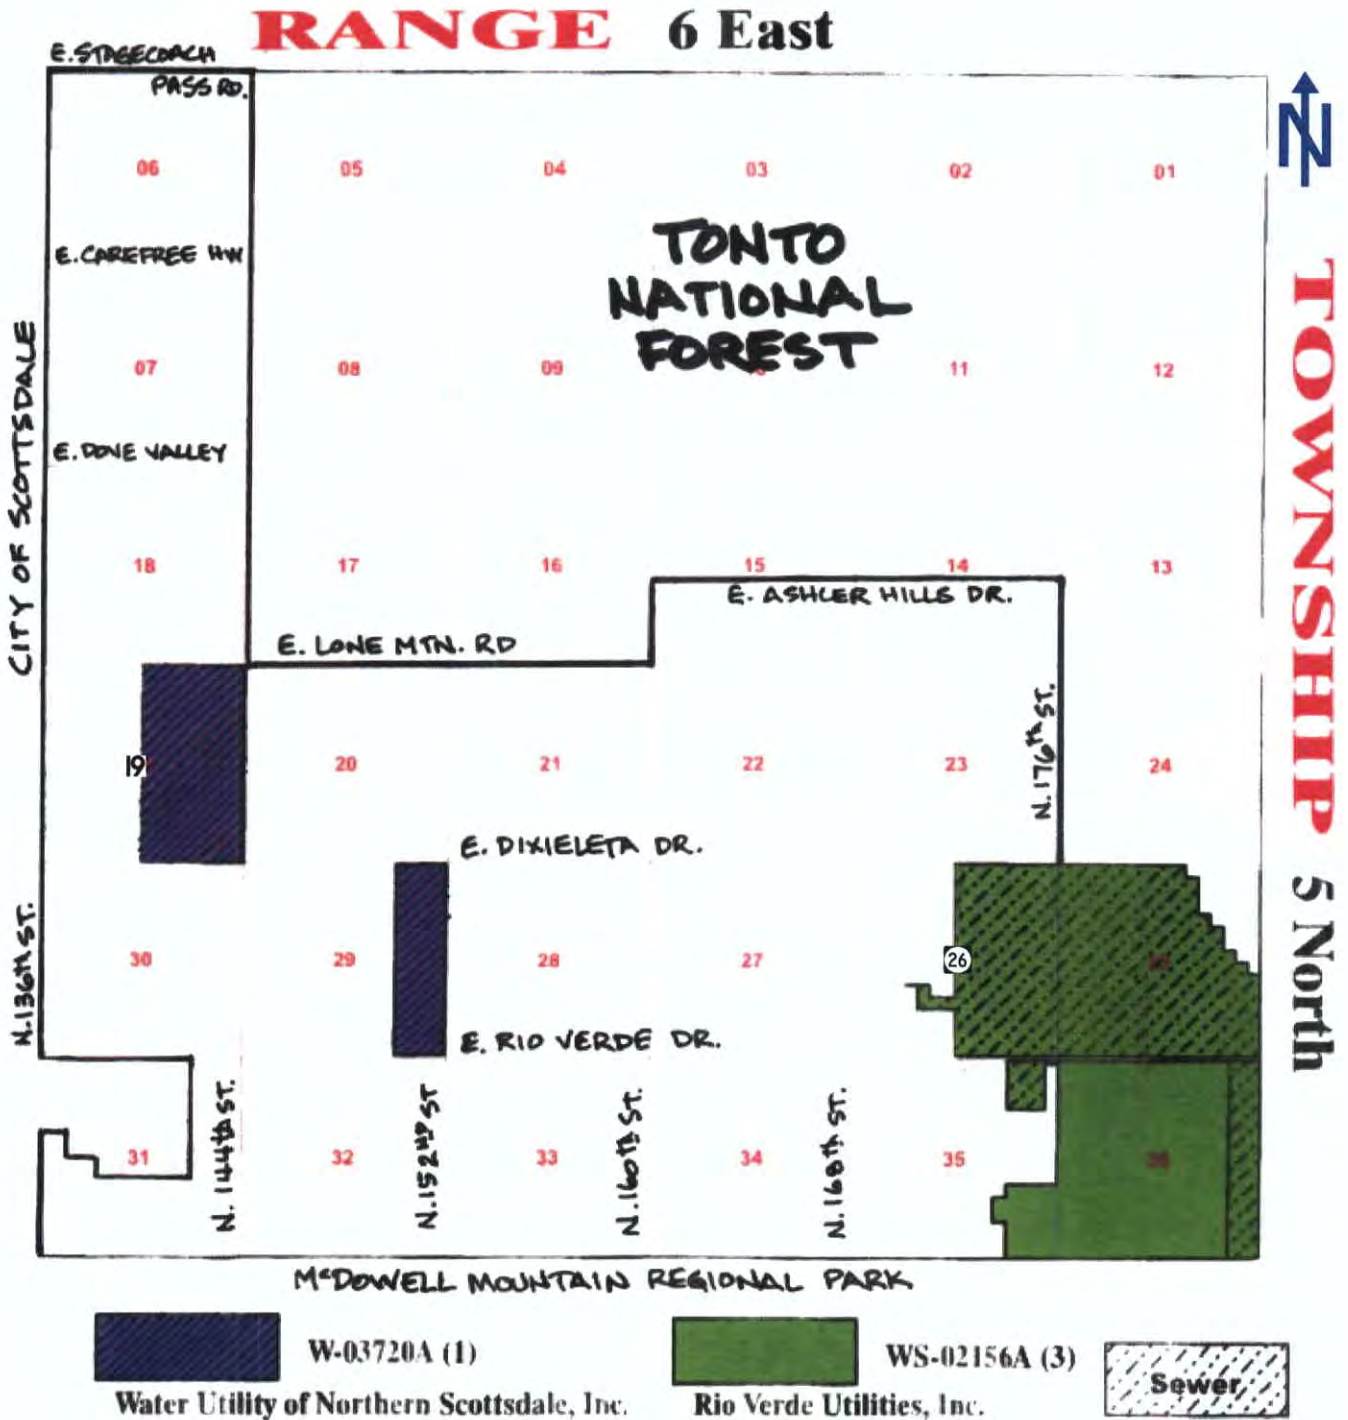 RANGE 6 East
E. STAGECOACH
PASS RD.
N
06
05
04
03
02
01
E. CAREFREE HW
TONTO
NATIONAL
FOREST
07
08
09
11
12
CITY OF SCOTTSDALE
E. DOVE VALLEY
TOWNSHIP 5 North
18
17
16
15
14
13
E. ASHLER HILLS DR.
E. LONE MTN. RD
N. 176th ST.
19
20
21
22
23
24
E. DIXIELETA DR.
N. 136th ST.
30
29
28
27
26
E. RIO VERDE DR.
N. 144th ST.
N. 152ND ST
N. 160th ST.
N. 168th ST.
31
32
33
34
35
36
McDOWELL MOUNTAIN REGIONAL PARK
W-03720A (1)
Water Utility of Northern Scottsdale, Inc.
WS-02156A (3)
Rio Verde Utilities, Inc.
Sewer